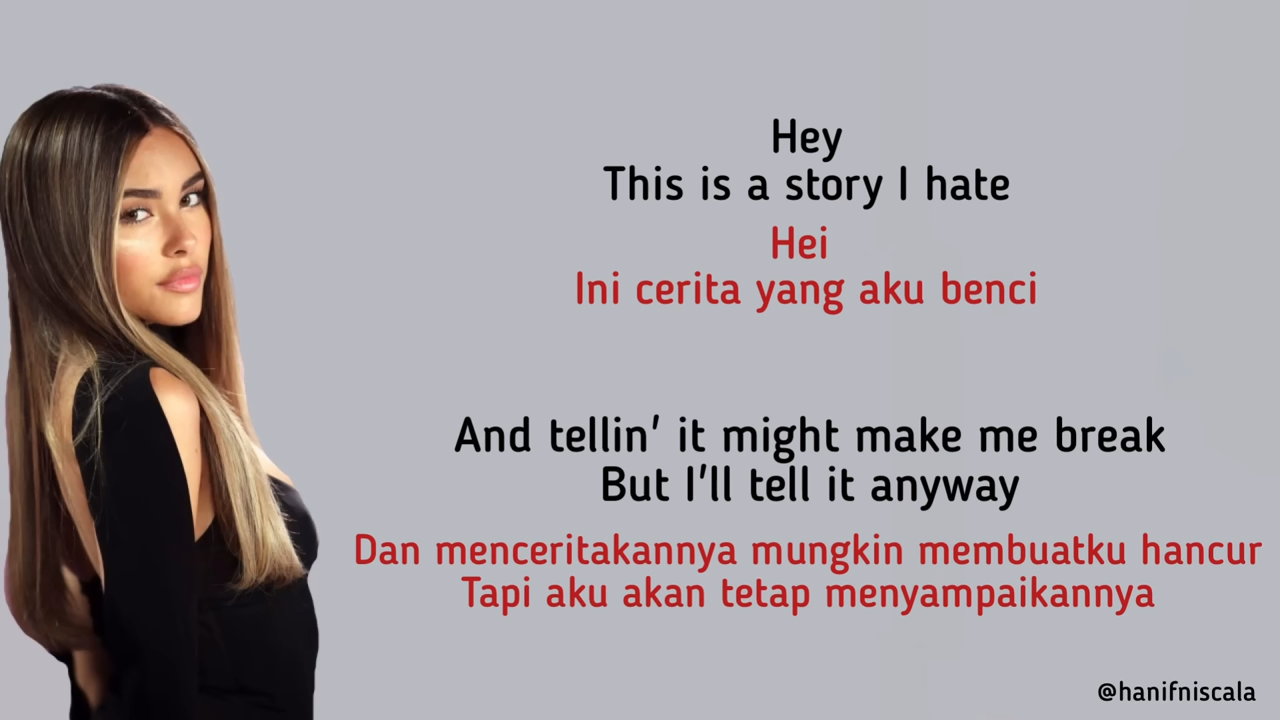 Hey
This is a story I hate
Hei
Ini cerita yang aku benci
And tellin' it might make me break
But I'll tell it anyway
Dan menceritakannya mungkin membuatku hancur
Tapi aku akan tetap menyampaikannya
@hanifniscala